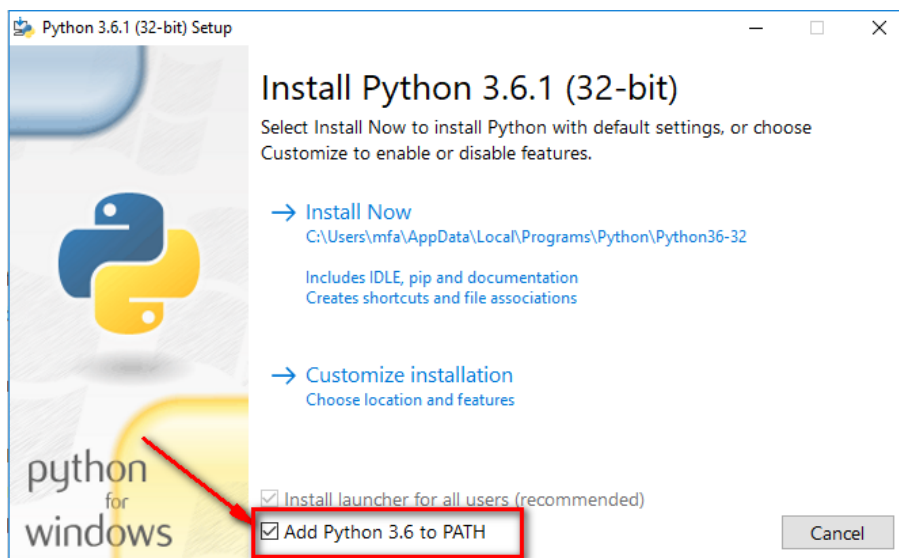 Python 3.6.1 (32-bit) Setup
Install Python 3.6.1 (32-bit)
Select Install Now to install Python with default settings, or choose
Customize to enable or disable features.
Install Now
C:\Users\mfa\AppData\Local\Programs\Python\Python36-32
Includes IDLE, pip and documentation
Creates shortcuts and file associations
Customize installation
Choose location and features
python
for
windows
Install launcher for all users (recommended)
Add Python 3.6 to PATH
Cancel